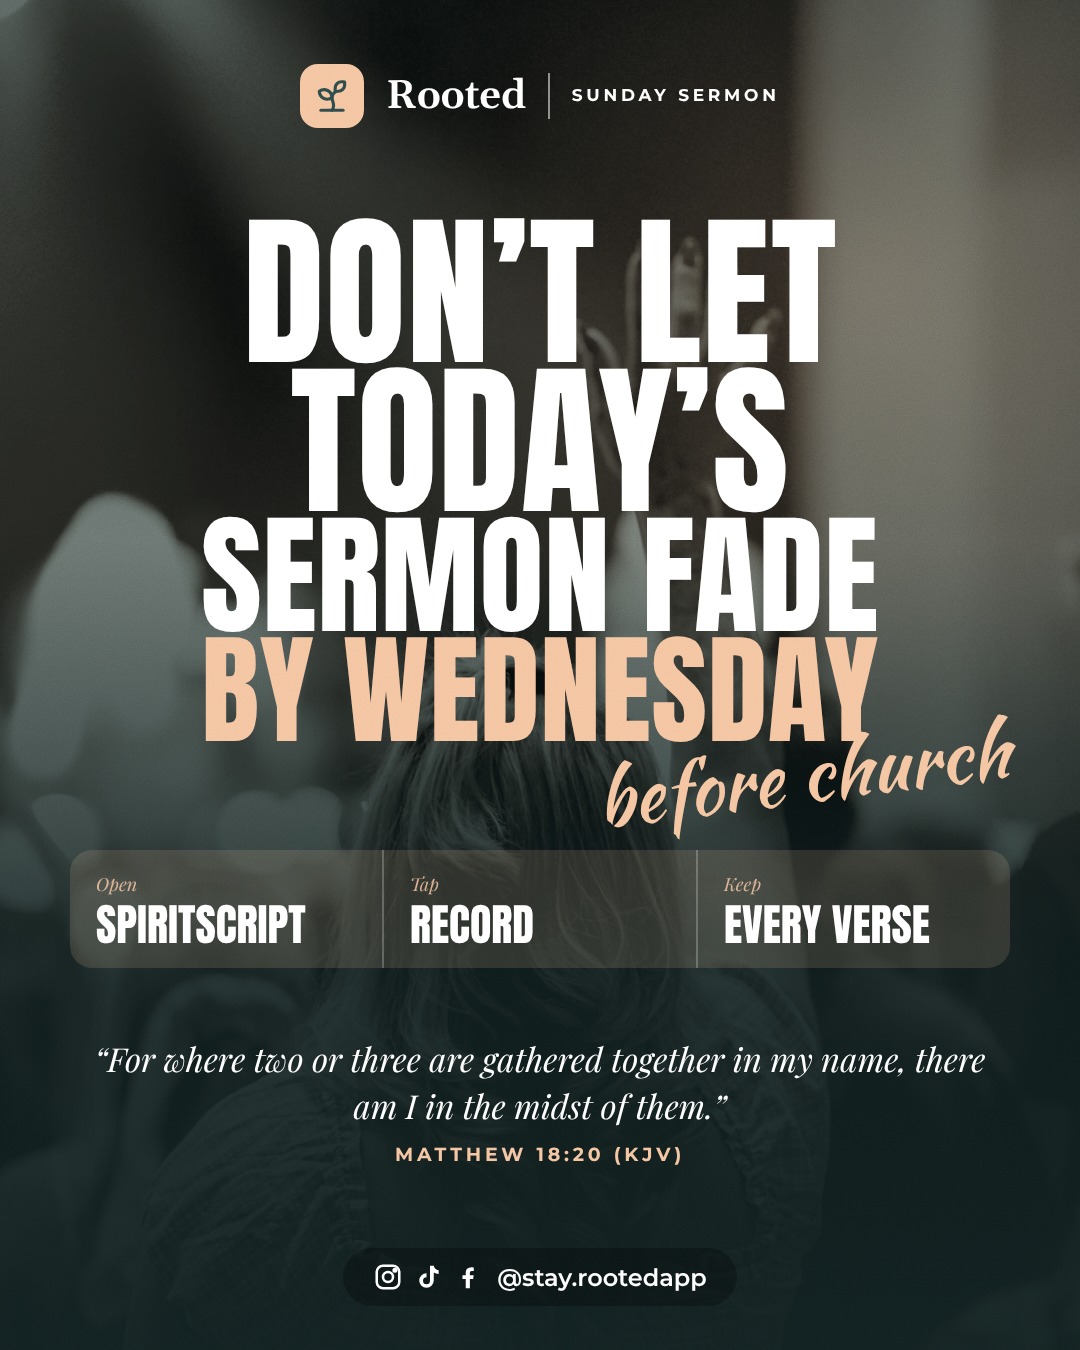 Rooted
SUNDAY SERMON
DON’T LET
TODAY’S
SERMON FADE
BY WEDNESDAY
before church
Open
SPIRITSCRIPT
Tap
RECORD
Keep
EVERY VERSE
“For where two or three are gathered together in my name, there
am I in the midst of them.”
MATTHEW 18:20 (KJV)
@stay.rootedapp